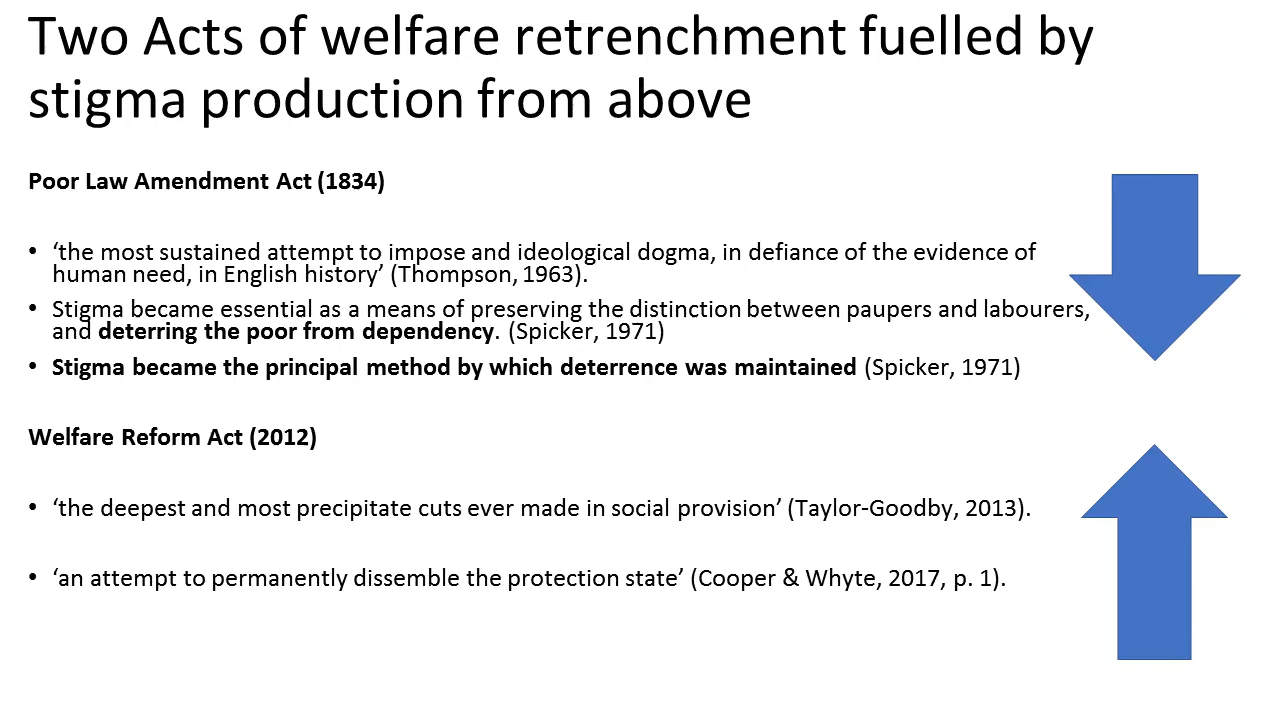 Two Acts of welfare retrenchment fuelled by
stigma production from above
Poor Law Amendment Act (1834)
• ‘the most sustained attempt to impose and ideological dogma, in defiance of the evidence of
human need, in English history’ (Thompson, 1963).
• Stigma became essential as a means of preserving the distinction between paupers and labourers,
and deterring the poor from dependency. (Spicker, 1971)
• Stigma became the principal method by which deterrence was maintained (Spicker, 1971)
Welfare Reform Act (2012)
• ‘the deepest and most precipitate cuts ever made in social provision’ (Taylor-Goodby, 2013).
• ‘an attempt to permanently dissemble the protection state’ (Cooper & Whyte, 2017, p. 1).